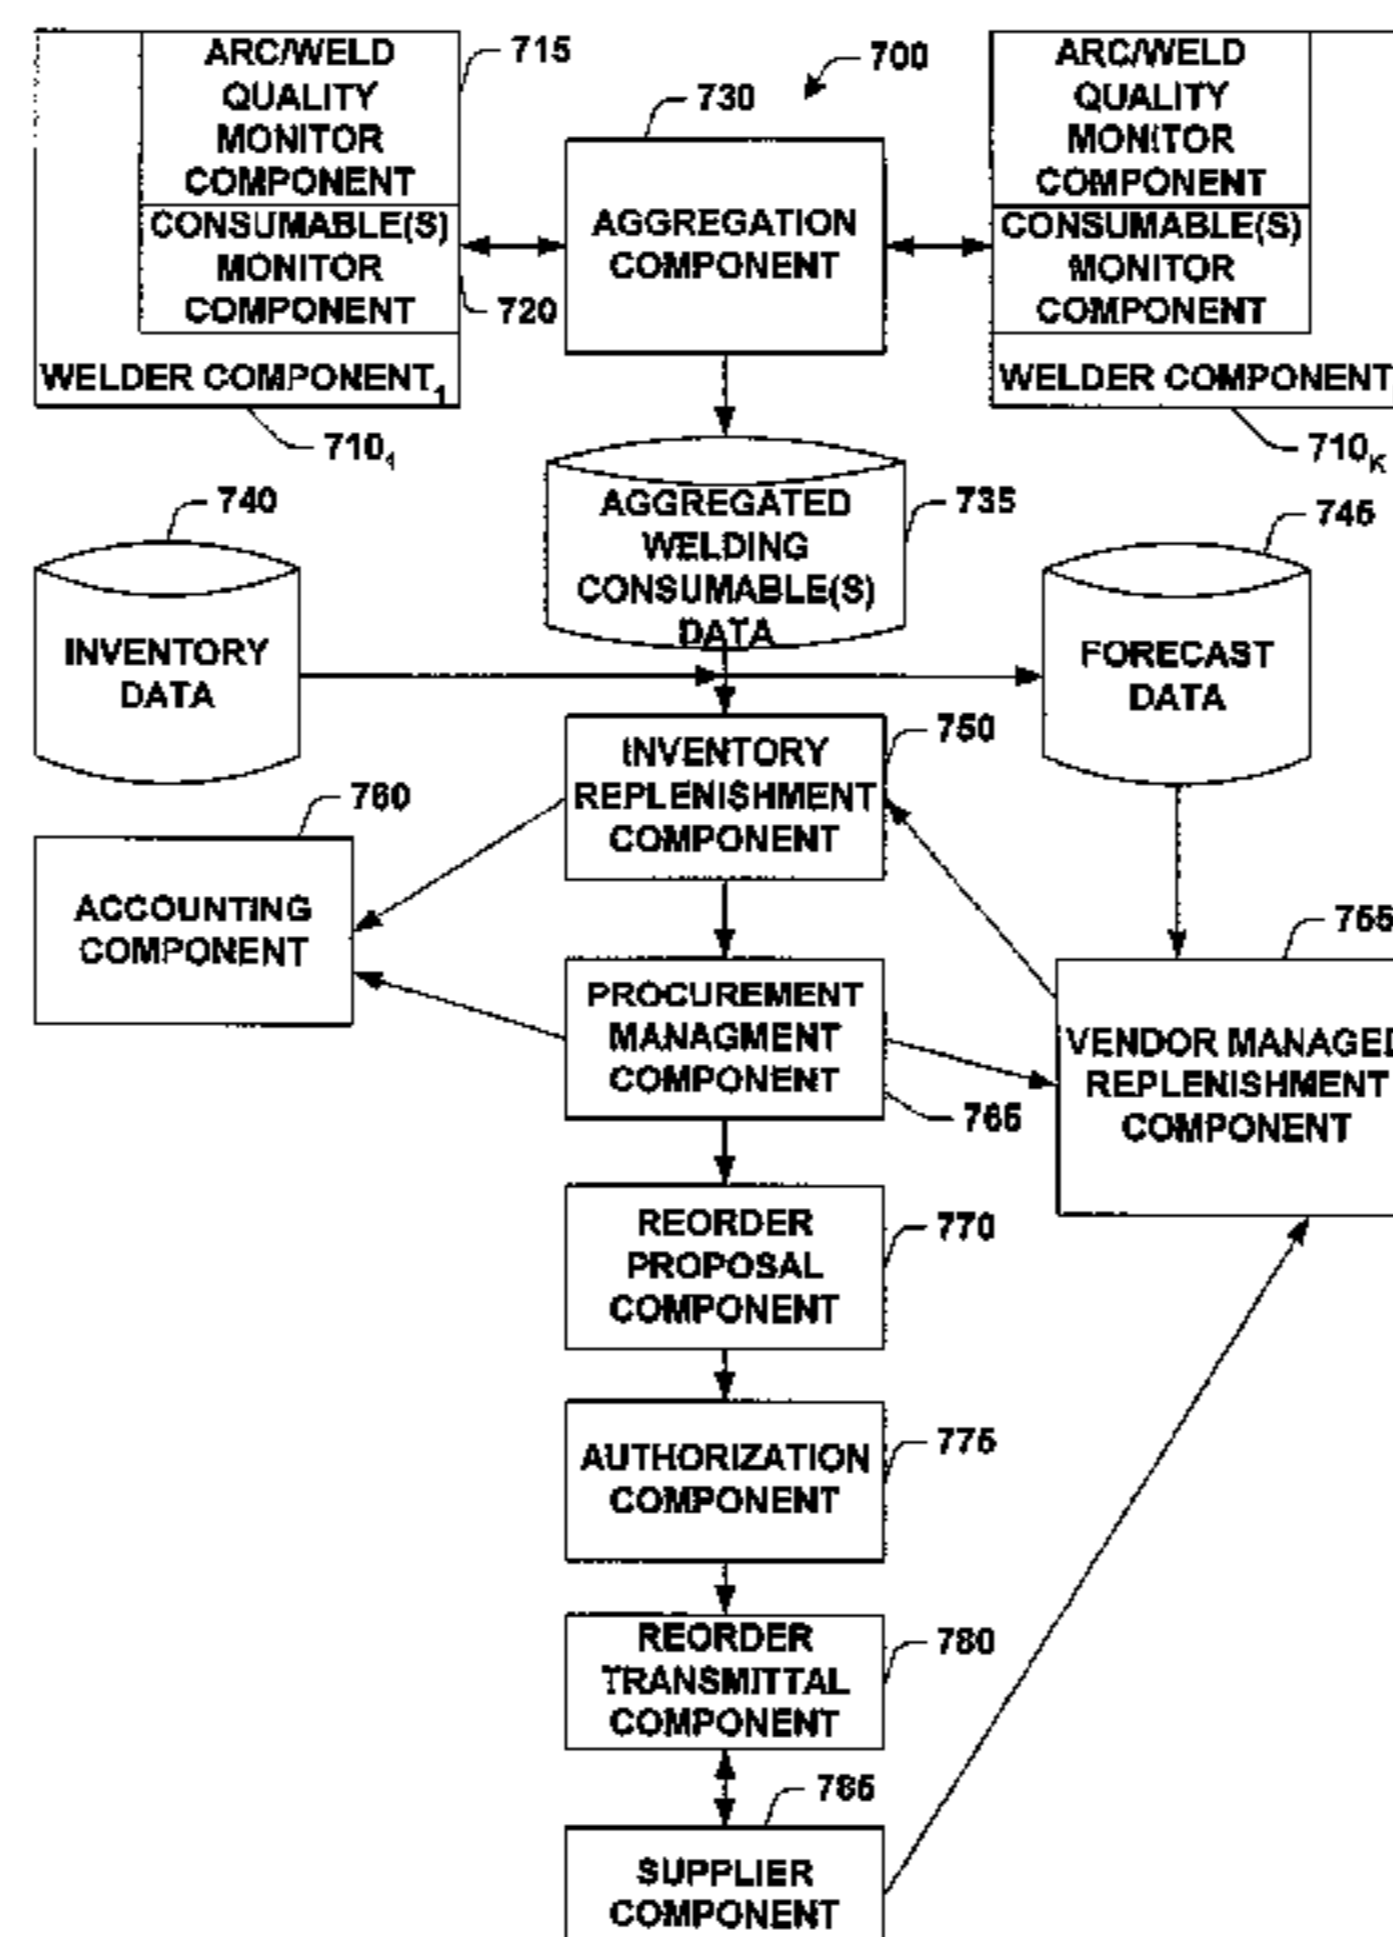 ARC/WELD
QUALITY
MONITOR
COMPONENT
715
CONSUMABLE(S)
MONITOR
COMPONENT
720
WELDER COMPONENT1
7101
730
AGGREGATION
COMPONENT
700
ARC/WELD
QUALITY
MONITOR
COMPONENT
CONSUMABLE(S)
MONITOR
COMPONENT
WELDER COMPONENT
710K
740
INVENTORY
DATA
AGGREGATED
WELDING
CONSUMABLE(S)
DATA
735
745
FORECAST
DATA
INVENTORY
REPLENISHMENT
COMPONENT
750
760
ACCOUNTING
COMPONENT
PROCUREMENT
MANAGMENT
COMPONENT
765
755
VENDOR MANAGED
REPLENISHMENT
COMPONENT
REORDER
PROPOSAL
COMPONENT
770
AUTHORIZATION
COMPONENT
775
REORDER
TRANSMITTAL
COMPONENT
780
785
SUPPLIER
COMPONENT